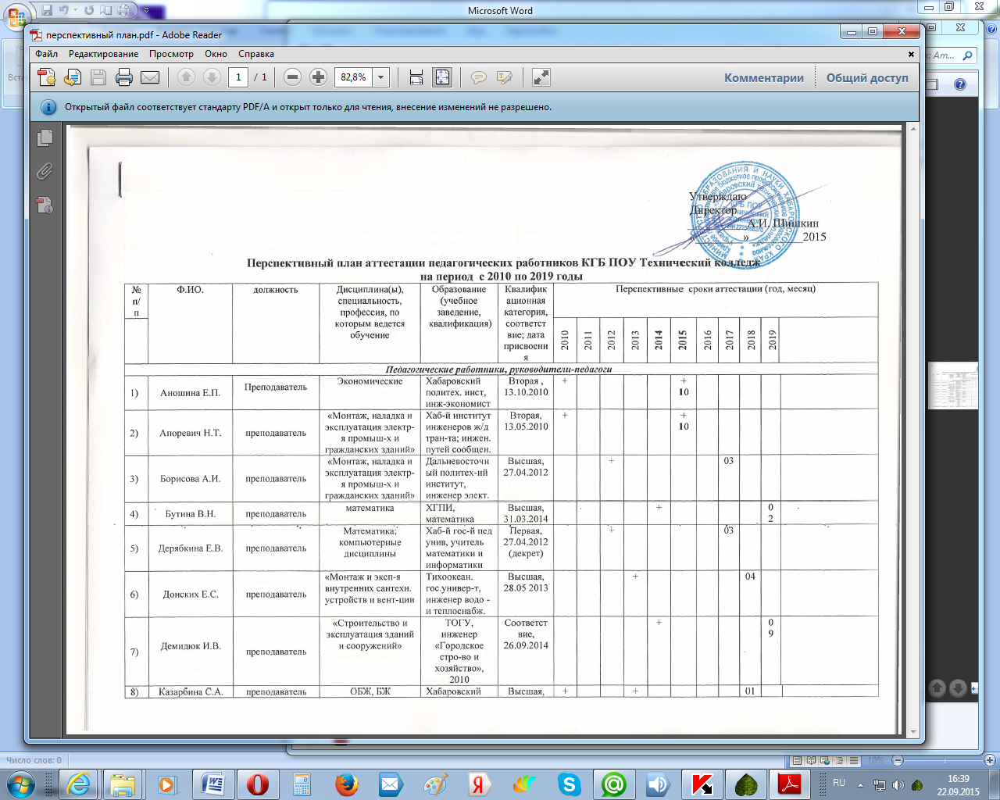 Microsoft Word
перспективный план.pdf - Adobe Reader
Файл Редактирование Просмотр Окно Справка
1 / 1 82,8% Комментарии Общий доступ
Открытый файл соответствует стандарту PDF/A и открыт только для чтения, внесение изменений не разрешено.
Утверждаю
Директор
А.И. Шишкин
«________» __________2015
Перспективный план аттестации педагогических работников КГБ ПОУ Технический колледж
на период с 2010 по 2019 годы
№ п/п Ф.ИО. должность Дисциплина(ы), специальность, профессия, по которым ведется обучение Образование (учебное заведение, квалификация) Квалификационная категория, соответствие; дата присвоения Перспективные сроки аттестации (год, месяц)
2010 2011 2012 2013 2014 2015 2016 2017 2018 2019
Педагогические работники, руководители-педагоги
1) Аношина Е.П. Преподаватель Экономические Хабаровский политех. инст, инж-экономист Вторая , 13.10.2010 + + 10
2) Апоревич Н.Т. преподаватель «Монтаж, наладка и эксплуатация электр-я промыш-х и гражданских зданий» Хаб-й институт инженеров ж/д тран-та; инжен. путей сообщен. Вторая, 13.05.2010 + + 10
3) Борисова А.И. преподаватель «Монтаж, наладка и эксплуатация электр-я промыш-х и гражданских зданий» Дальневосточный политех-ий институт, инженер элект. Высшая, 27.04.2012 + 03
4) Бутина В.Н. преподаватель математика ХГПИ, математика Высшая, 31.03.2014 + 02
5) Дерябкина Е.В. преподаватель Математика; компьютерные дисциплины Хаб-й гос-й пед унив, учитель математики и информатики Первая, 27.04.2012 (декрет) + 03
6) Донских Е.С. преподаватель «Монтаж и эксп-я внутренних сантехн. устройств и вент-ции Тихоокеан. гос.универ-т, инженер водо - и теплоснабж. Высшая, 28.05 2013 + 04
7) Демидюк И.В. преподаватель «Строительство и эксплуатация зданий и сооружений» ТОГУ, инженер «Городское стро-во и хозяйство», 2010 Соответствие, 26.09.2014 + 09
8) Казарбина С.А. преподаватель ОБЖ, БЖ Хабаровский Высшая, + + 01
Число слов: 0 110%
RU 16:39
22.09.2015